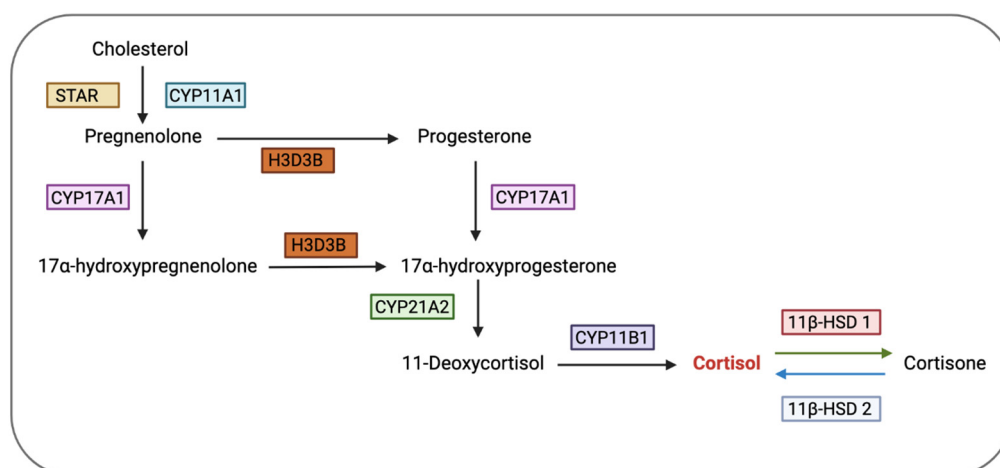 Cholesterol
STAR
CYP11A1
Pregnenolone
H3D3B
Progesterone
CYP17A1
CYP17A1
17α-hydroxypregnenolone
H3D3B
17α-hydroxyprogesterone
CYP21A2
11-Deoxycortisol
CYP11B1
Cortisol
11β-HSD 1
11β-HSD 2
Cortisone